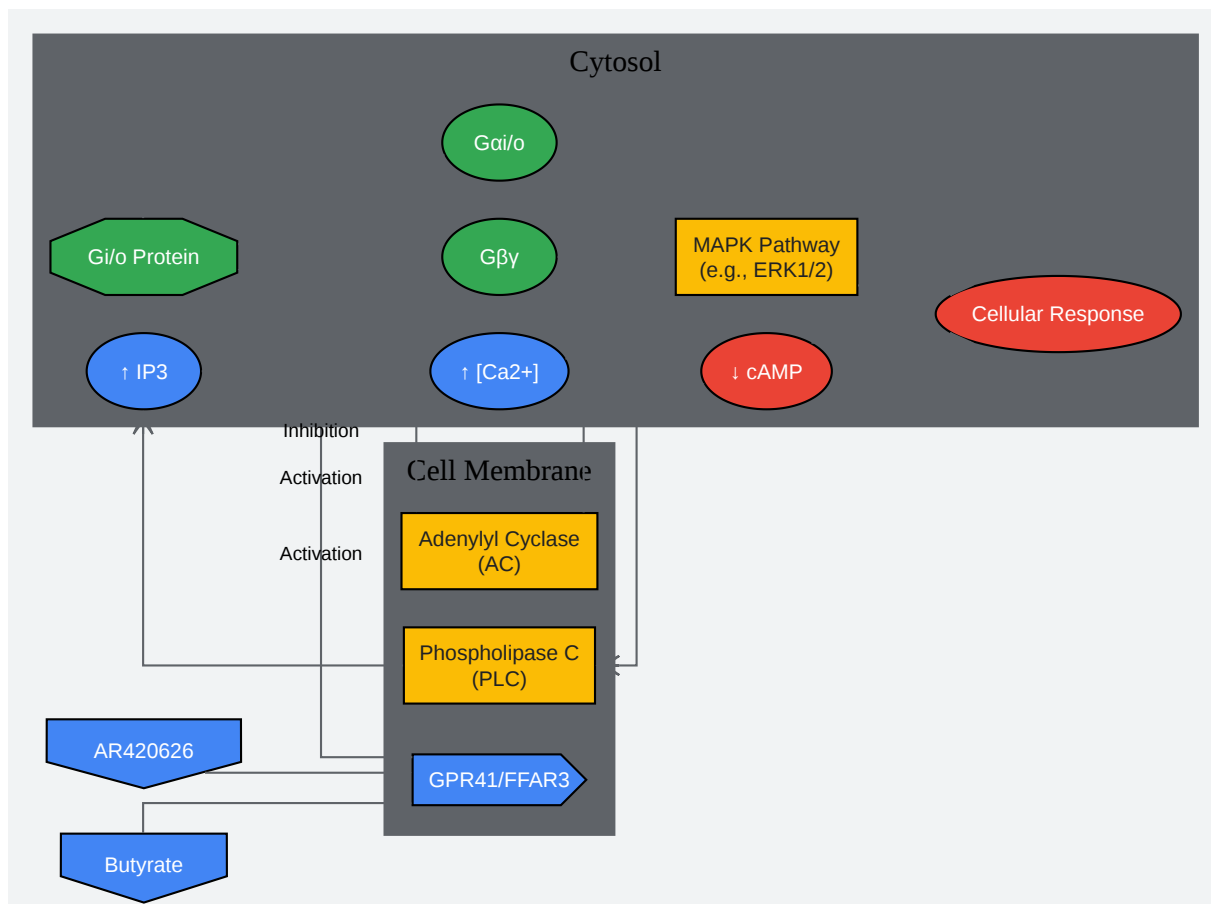 Cytosol
Gαi/o
Gi/o Protein
Gβγ
MAPK Pathway
(e.g., ERK1/2)
Cellular Response
↑ IP3
↑ [Ca2+]
↓ cAMP
Inhibition
Activation
Cell Membrane
Activation
Adenylyl Cyclase
(AC)
Phospholipase C
(PLC)
AR420626
GPR41/FFAR3
Butyrate